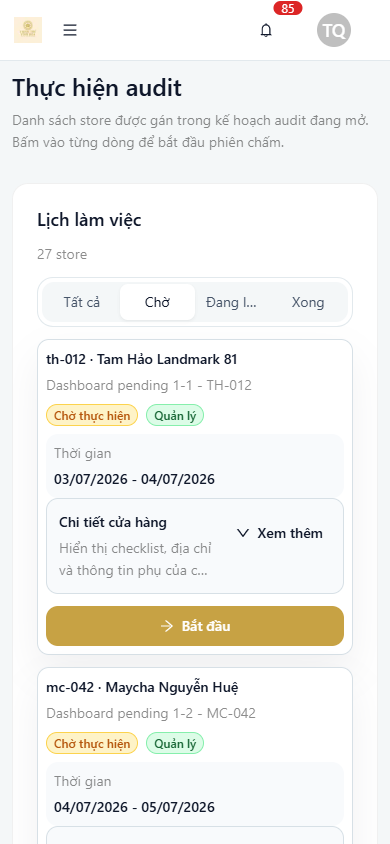 85
TQ
Thực hiện audit
Danh sách store được gán trong kế hoạch audit đang mở.
Bấm vào từng dòng để bắt đầu phiên chấm.
Lịch làm việc
27 store
Tất cả
Chờ
Đang l...
Xong
th-012 · Tam Hảo Landmark 81
Dashboard pending 1-1 - TH-012
Chờ thực hiện
Quản lý
Thời gian
03/07/2026 - 04/07/2026
Chi tiết cửa hàng
Hiển thị checklist, địa chỉ
và thông tin phụ của c...
Xem thêm
Bắt đầu
mc-042 · Maycha Nguyễn Huệ
Dashboard pending 1-2 - MC-042
Chờ thực hiện
Quản lý
Thời gian
04/07/2026 - 05/07/2026